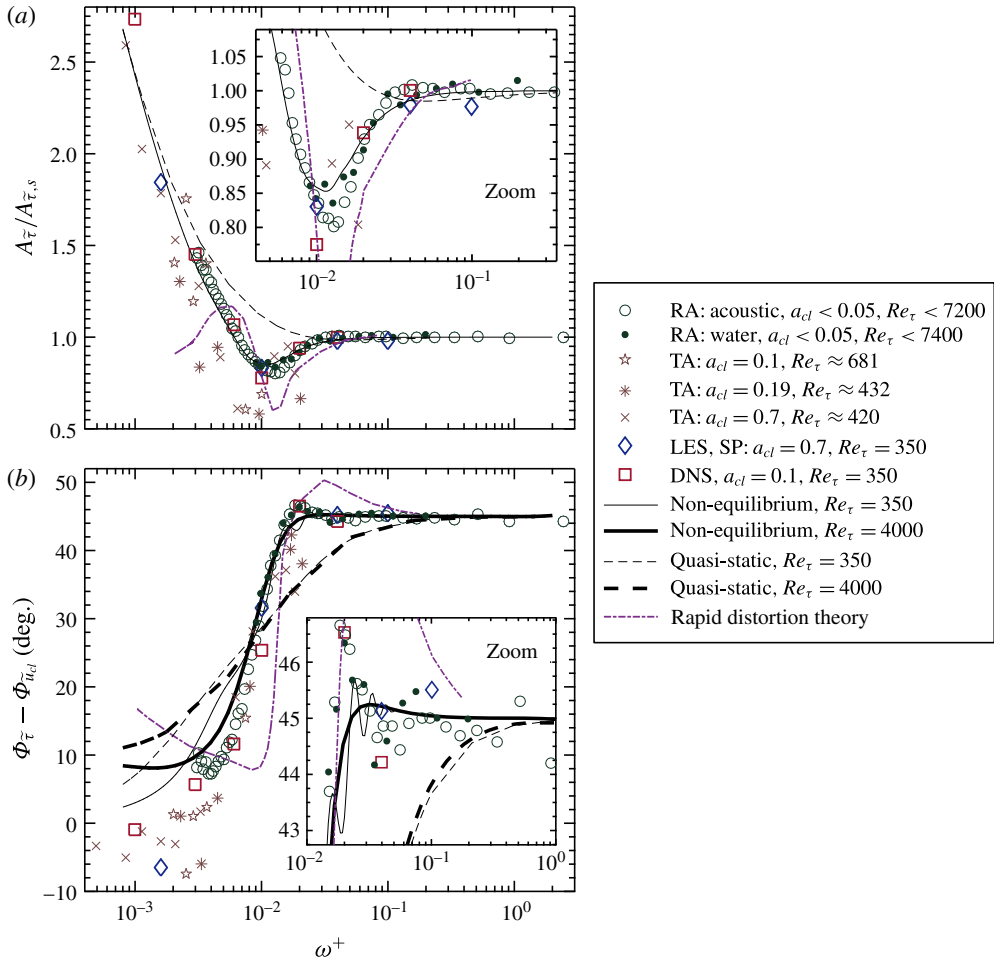 (a)
2.5
2.0
1.5
1.0
0.5
A_τ̃/A_τ̃,s
1.05
1.00
0.95
0.90
0.85
0.80
Zoom
10⁻² 10⁻¹
(b)
50
40
30
20
10
0
−10
Φ_τ̃ − Φ_ũcl (deg.)
Zoom
46
45
44
43
10⁻² 10⁻¹ 10⁰
10⁻³ 10⁻² 10⁻¹ 10⁰
ω⁺
RA: acoustic, a_cl < 0.05, Re_τ < 7200
RA: water, a_cl < 0.05, Re_τ < 7400
TA: a_cl = 0.1, Re_τ ≈ 681
TA: a_cl = 0.19, Re_τ ≈ 432
TA: a_cl = 0.7, Re_τ ≈ 420
LES, SP: a_cl = 0.7, Re_τ = 350
DNS, a_cl = 0.1, Re_τ = 350
Non-equilibrium, Re_τ = 350
Non-equilibrium, Re_τ = 4000
Quasi-static, Re_τ = 350
Quasi-static, Re_τ = 4000
Rapid distortion theory